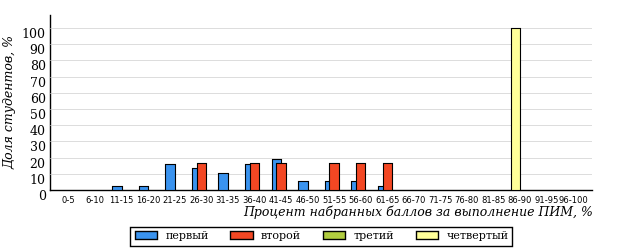 Доля студентов, %
100
90
80
70
60
50
40
30
20
10
0
0-5 6-10 11-15 16-20 21-25 26-30 31-35 36-40 41-45 46-50 51-55 56-60 61-65 66-70 71-75 76-80 81-85 86-90 91-95 96-100
Процент набранных баллов за выполнение ПИМ, %
первый второй третий четвертый